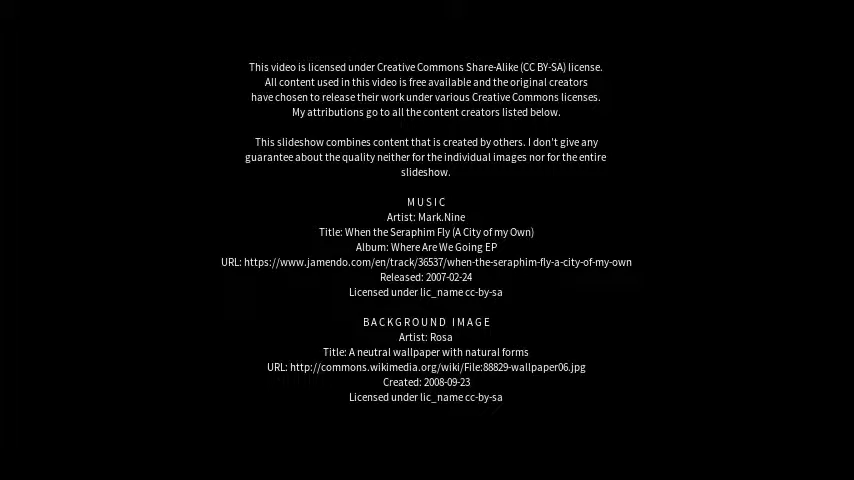 This video is licensed under Creative Commons Share-Alike (CC BY-SA) license.
All content used in this video is free available and the original creators
have chosen to release their work under various Creative Commons licenses.
My attributions go to all the content creators listed below.
This slideshow combines content that is created by others. I don't give any
guarantee about the quality neither for the individual images nor for the entire
slideshow.
MUSIC
Artist: Mark.Nine
Title: When the Seraphim Fly (A City of my Own)
Album: Where Are We Going EP
URL: https://www.jamendo.com/en/track/36537/when-the-seraphim-fly-a-city-of-my-own
Released: 2007-02-24
Licensed under lic_name cc-by-sa
BACKGROUND IMAGE
Artist: Rosa
Title: A neutral wallpaper with natural forms
URL: http://commons.wikimedia.org/wiki/File:88829-wallpaper06.jpg
Created: 2008-09-23
Licensed under lic_name cc-by-sa